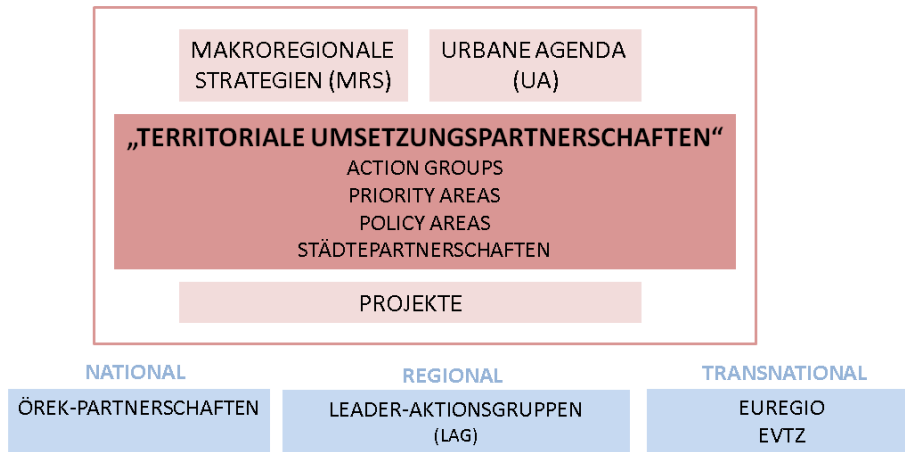 MAKROREGIONALE
STRATEGIEN (MRS)
URBANE AGENDA
(UA)
„TERRITORIALE UMSETZUNGSPARTNERSCHAFTEN“
ACTION GROUPS
PRIORITY AREAS
POLICY AREAS
STÄDTEPARTNERSCHAFTEN
PROJEKTE
NATIONAL
ÖREK-PARTNERSCHAFTEN
REGIONAL
LEADER-AKTIONSGRUPPEN
(LAG)
TRANSNATIONAL
EUREGIO
EVTZ